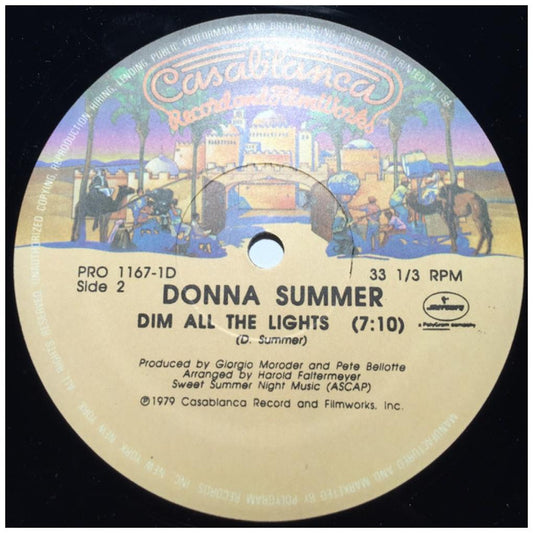 UNAUTHORIZED COPYING, REPRODUCTION, HIRING, LENDING, PUBLIC PERFORMANCE AND BROADCASTING PROHIBITED. PRINTED IN U.S.A.
Casablanca
Record and FilmWorks
PRO 1167-1D
33 1/3 RPM
Side 2
DONNA SUMMER
DIM ALL THE LIGHTS (7:10)
(D. Summer)
Mercury
a PolyGram company
Produced by Giorgio Moroder and Pete Bellotte
Arranged by Harold Faltermeyer
Sweet Summer Night Music (ASCAP)
℗1979 Casablanca Record and Filmworks, Inc.
MANUFACTURED AND MARKETED BY POLYGRAM RECORDS INC., NEW YORK, NEW YORK. ALL RIGHTS RESERVED.